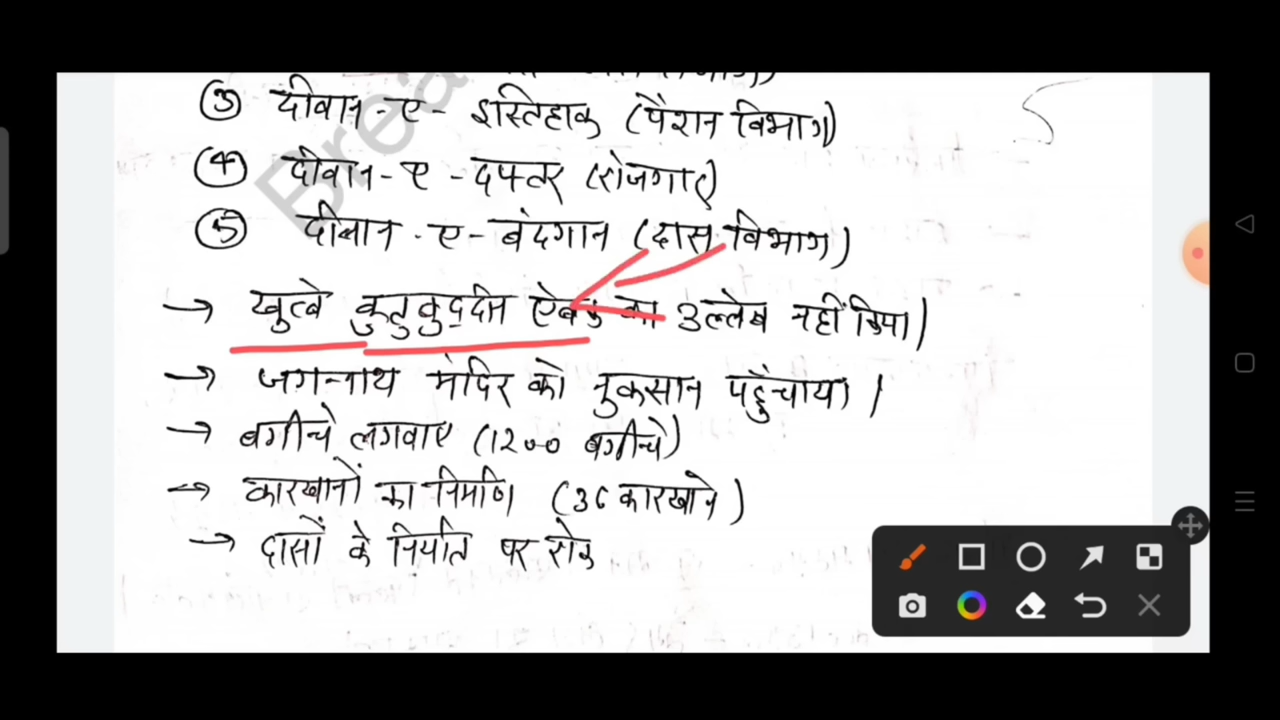 ③ दीवान-ए-इस्तिहाक (पेंशन विभाग)
④ दीवान-ए-दफ्तर (रोजगार)
⑤ दीवान-ए-बंदगान (दास विभाग)
→ खुत्बे कुतुबुद्दीन ऐबक का उल्लेख नहीं किया।
→ जगन्नाथ मंदिर को नुकसान पहुँचाया।
→ बगीचे लगवाए (1200 बगीचे)
→ कारखानों का निर्माण (36 कारखाने)
→ दासों के निर्यात पर रोक